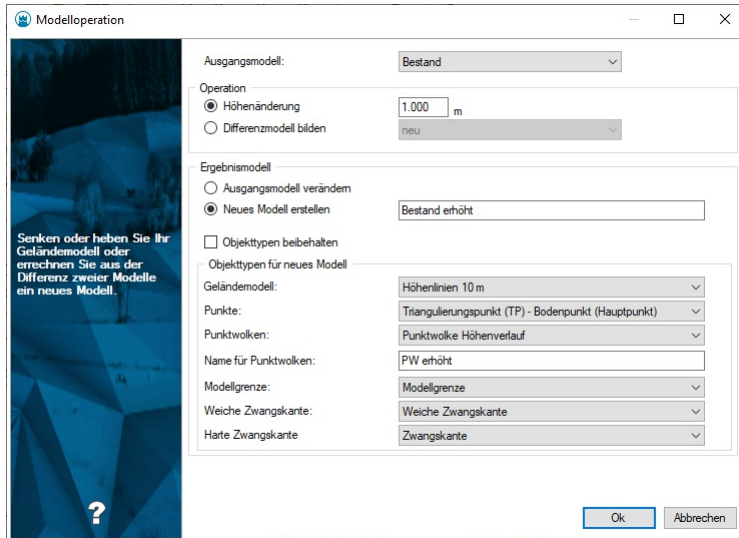 Modelloperation
Ausgangsmodell: Bestand
Operation
Höhenänderung 1.000 m
Differenzmodell bilden neu
Ergebnismodell
Ausgangsmodell verändern
Neues Modell erstellen Bestand erhöht
Objekttypen beibehalten
Objekttypen für neues Modell
Geländemodell: Höhenlinien 10 m
Punkte: Triangulierungspunkt (TP) - Bodenpunkt (Hauptpunkt)
Punktwolken: Punktwolke Höhenverlauf
Name für Punktwolken: PW erhöht
Modellgrenze: Modellgrenze
Weiche Zwangskante: Weiche Zwangskante
Harte Zwangskante Zwangskante
Senken oder heben Sie Ihr
Geländemodell oder
errechnen Sie aus der
Differenz zweier Modelle
ein neues Modell.
?
Ok Abbrechen